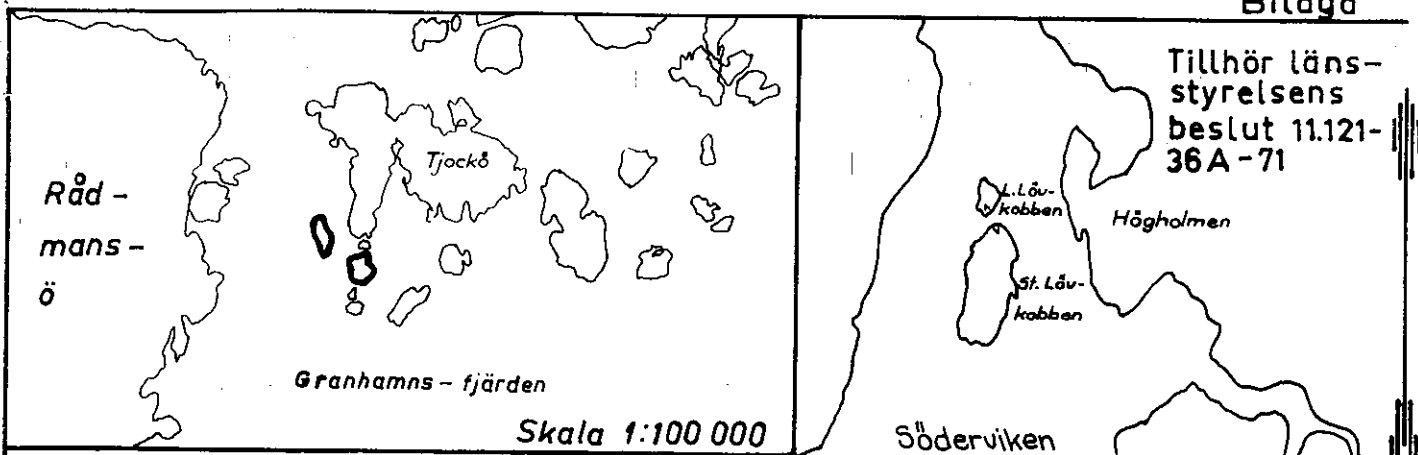 Bilaga
Tillhör läns-
styrelsens
beslut 11.121-
36A-71
Råd-
mans-
ö
Tjockö
Granhamns-fjärden
Skala 1:100 000
L.Löv-
kobben
Högholmen
St. Löv-
kobben
Söderviken